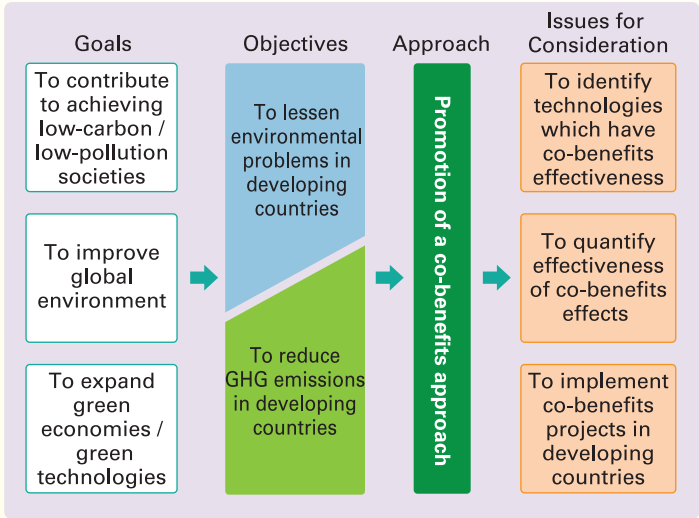 Goals
To contribute
to achieving
low-carbon /
low-pollution
societies
To improve
global
environment
To expand
green
economies /
green
technologies
Objectives
To lessen
environmental
problems in
developing
countries
To reduce
GHG emissions
in developing
countries
Approach
Promotion of a co-benefits approach
Issues for
Consideration
To identify
technologies
which have
co-benefits
effectiveness
To quantify
effectiveness
of co-benefits
effects
To implement
co-benefits
projects in
developing
countries